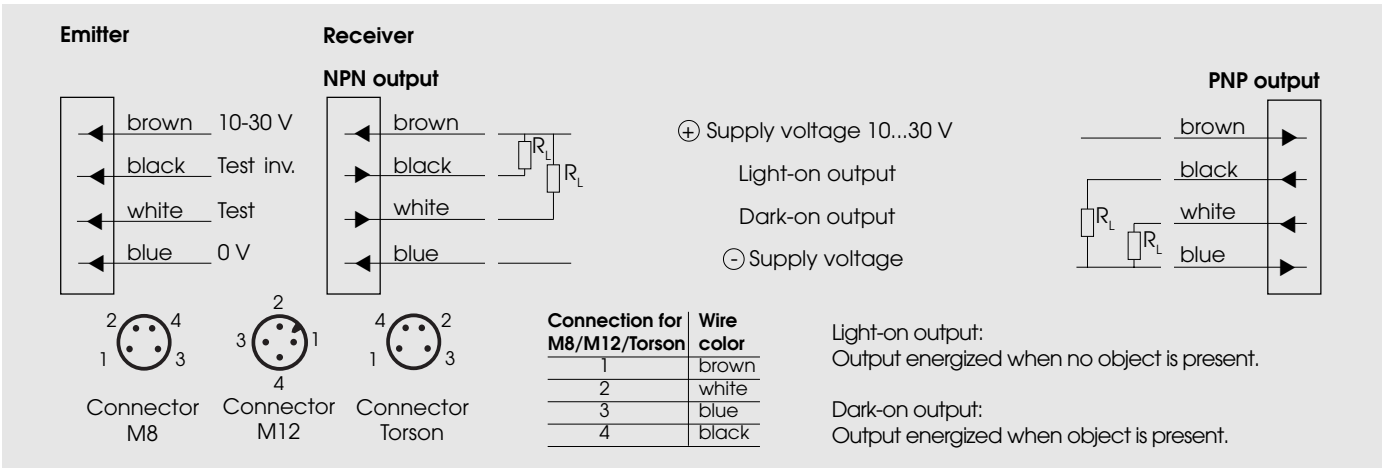 Emitter
Receiver
NPN output
PNP output
brown 10-30 V
black Test inv.
white Test
blue 0 V
brown
black
white
blue
R_L
R_L
+ Supply voltage 10...30 V
Light-on output
Dark-on output
- Supply voltage
brown
black
white
blue
R_L
R_L
2 4
1 3
Connector
M8
2
3 1
4
Connector
M12
4 2
1 3
Connector
Torson
Connection for M8/M12/Torson Wire color
1 brown
2 white
3 blue
4 black
Light-on output:
Output energized when no object is present.
Dark-on output:
Output energized when object is present.